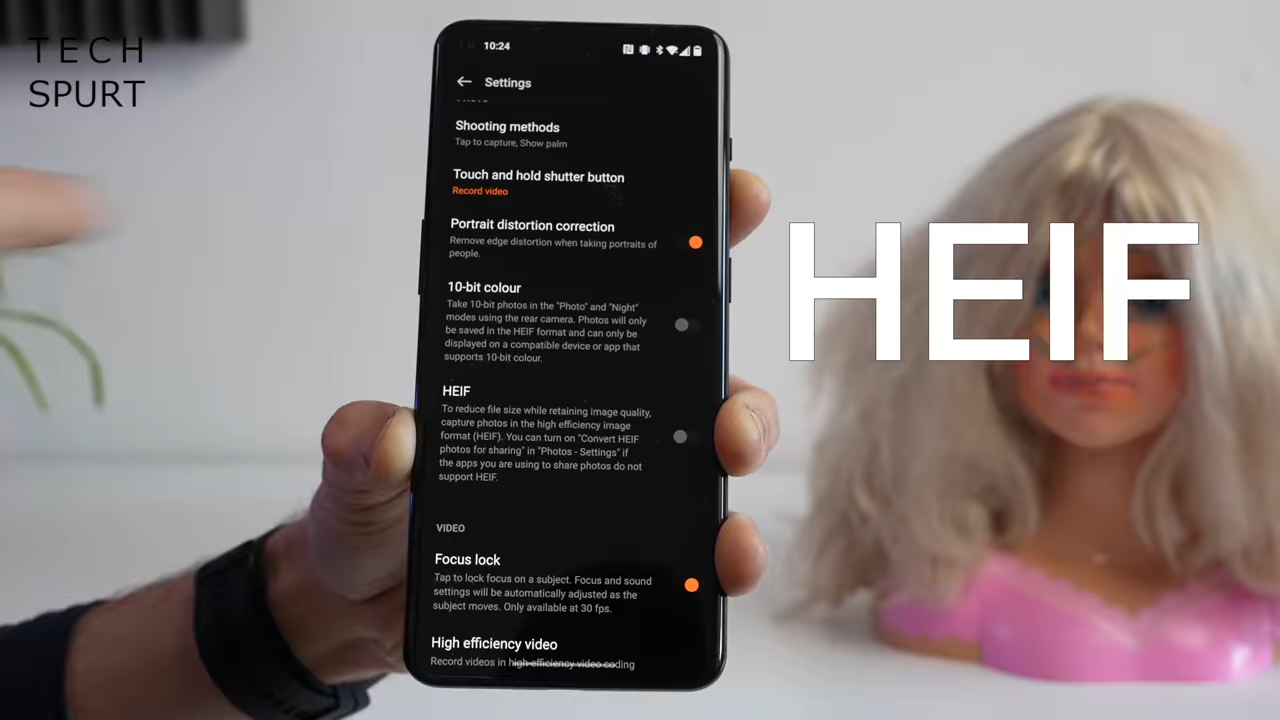 TECH
SPURT
10:24
Settings
Shooting methods
Tap to capture, Show palm
Touch and hold shutter button
Record video
Portrait distortion correction
Remove edge distortion when taking portraits of
people.
10-bit colour
Take 10-bit photos in the "Photo" and "Night"
modes using the rear camera. Photos will only
be saved in the HEIF format and can only be
displayed on a compatible device or app that
supports 10-bit colour.
HEIF
To reduce file size while retaining image quality,
capture photos in the high efficiency image
format (HEIF). You can turn on "Convert HEIF
photos for sharing" in "Photos - Settings" if
the apps you are using to share photos do not
support HEIF.
VIDEO
Focus lock
Tap to lock focus on a subject. Focus and sound
settings will be automatically adjusted as the
subject moves. Only available at 30 fps.
High efficiency video
Record videos in high-efficiency video coding
HEIF